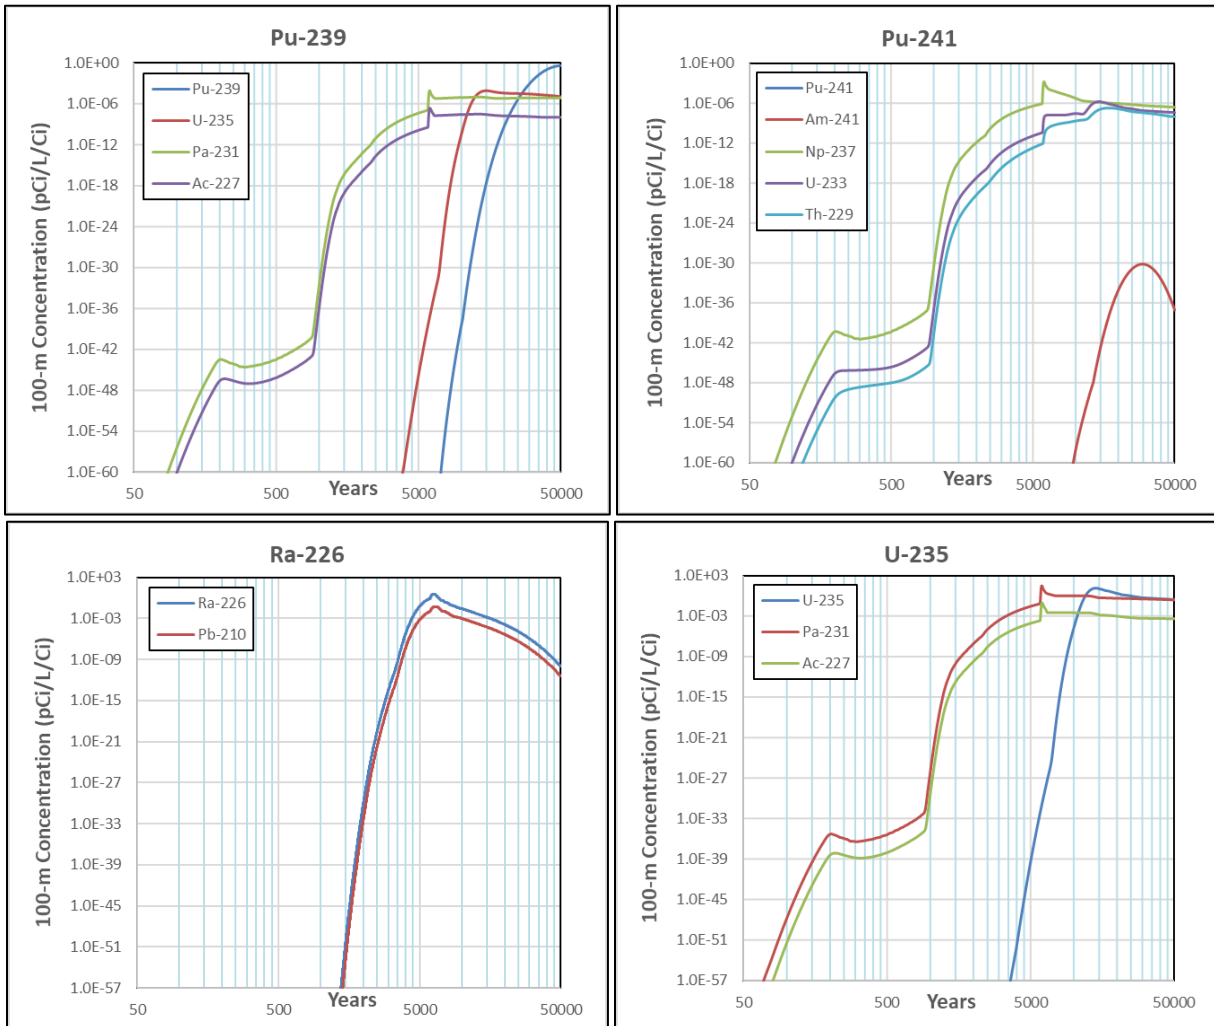 Pu-239
100-m Concentration (pCi/L/Ci)
1.0E+00
1.0E-06
1.0E-12
1.0E-18
1.0E-24
1.0E-30
1.0E-36
1.0E-42
1.0E-48
1.0E-54
1.0E-60
Pu-239
U-235
Pa-231
Ac-227
50
500
5000
50000
Years
Pu-241
100-m Concentration (pCi/L/Ci)
1.0E+00
1.0E-06
1.0E-12
1.0E-18
1.0E-24
1.0E-30
1.0E-36
1.0E-42
1.0E-48
1.0E-54
1.0E-60
Pu-241
Am-241
Np-237
U-233
Th-229
50
500
5000
50000
Years
Ra-226
100-m Concentration (pCi/L/Ci)
1.0E+03
1.0E-03
1.0E-09
1.0E-15
1.0E-21
1.0E-27
1.0E-33
1.0E-39
1.0E-45
1.0E-51
1.0E-57
Ra-226
Pb-210
50
500
5000
50000
Years
U-235
100-m Concentration (pCi/L/Ci)
1.0E+03
1.0E-03
1.0E-09
1.0E-15
1.0E-21
1.0E-27
1.0E-33
1.0E-39
1.0E-45
1.0E-51
1.0E-57
U-235
Pa-231
Ac-227
50
500
5000
50000
Years